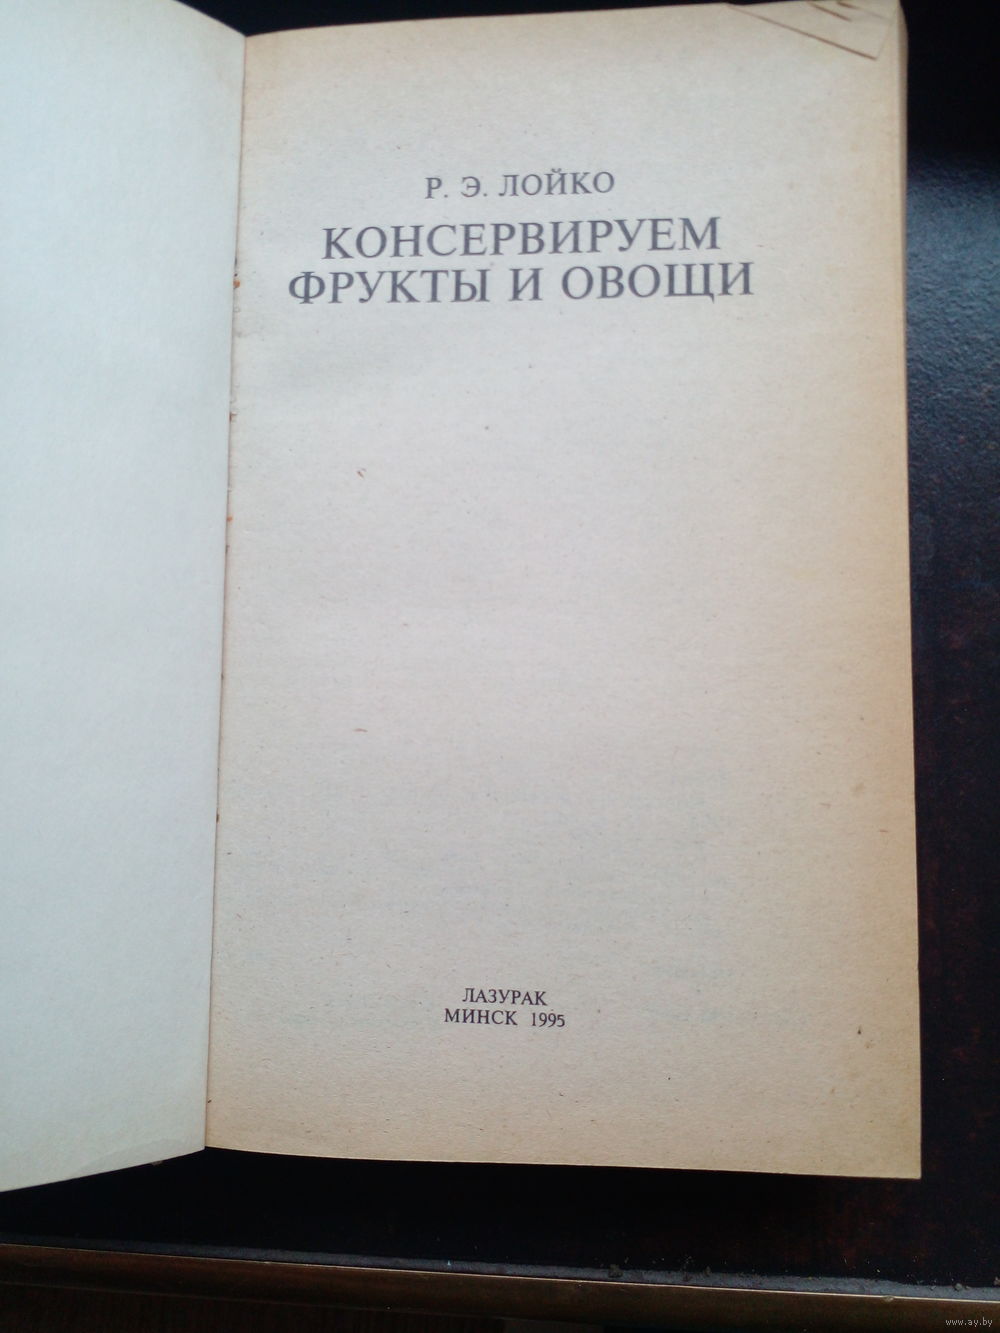 Р. Э. ЛОЙКО
КОНСЕРВИРУЕМ
ФРУКТЫ И ОВОЩИ
ЛАЗУРАК
МИНСК 1995
www.ay.by